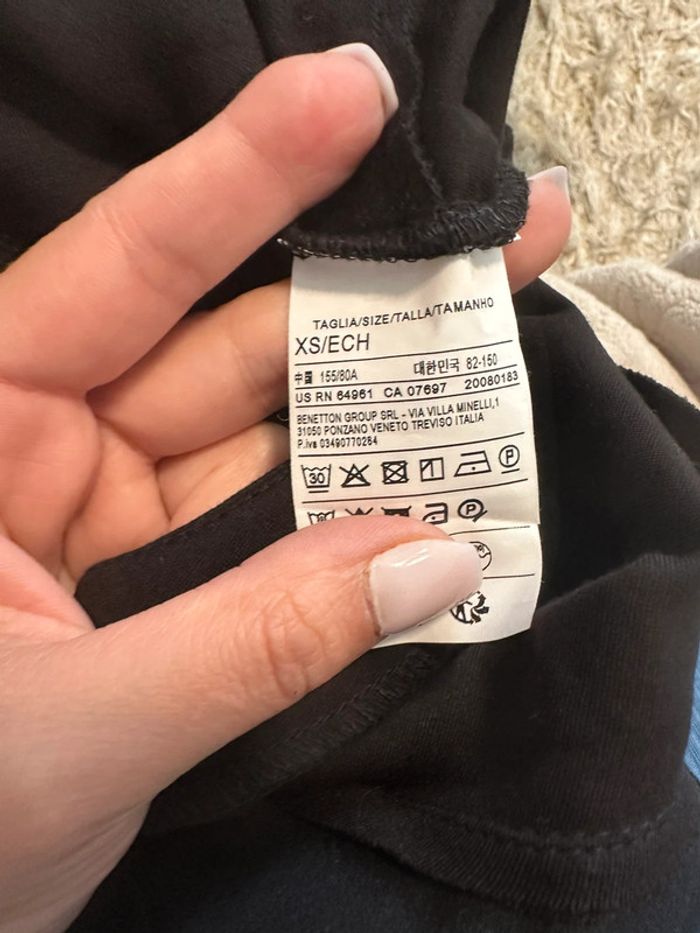 TAGLIA/SIZE/TALLA/TAMANHO
XS/ECH
中国 155/80A 대한민국 82-150
US RN 64961 CA 07697 20080183
BENETTON GROUP SRL - VIA VILLA MINELLI,1
31050 PONZANO VENETO TREVISO ITALIA
P.iva 03490770284
30 P
P